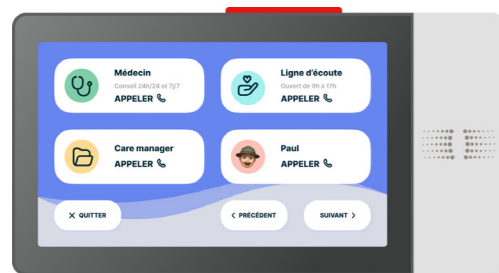 Médecin
Conseil 24h/24 et 7j/7
APPELER
Ligne d'écoute
Ouvert de 9h à 17h
APPELER
Care manager
APPELER
Paul
APPELER
X QUITTER
< PRÉCÉDENT
SUIVANT >